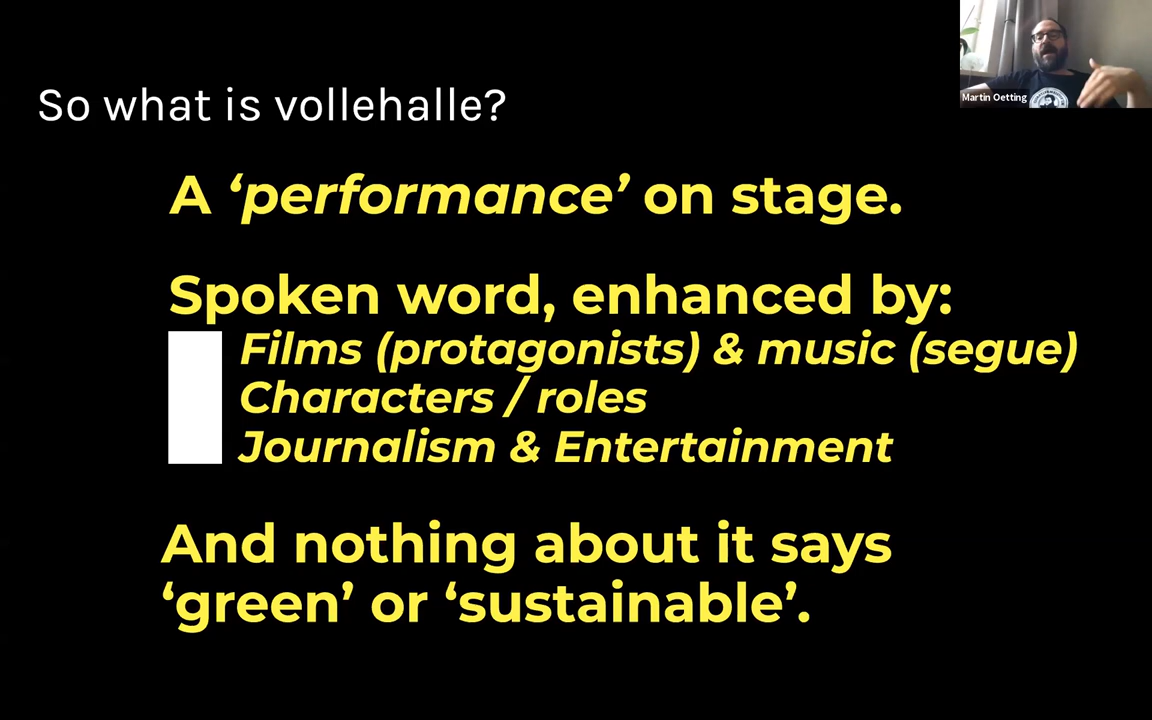 So what is vollehalle?
Martin Oetting
A ‘performance’ on stage.
Spoken word, enhanced by:
Films (protagonists) & music (segue)
Characters / roles
Journalism & Entertainment
And nothing about it says
‘green’ or ‘sustainable’.